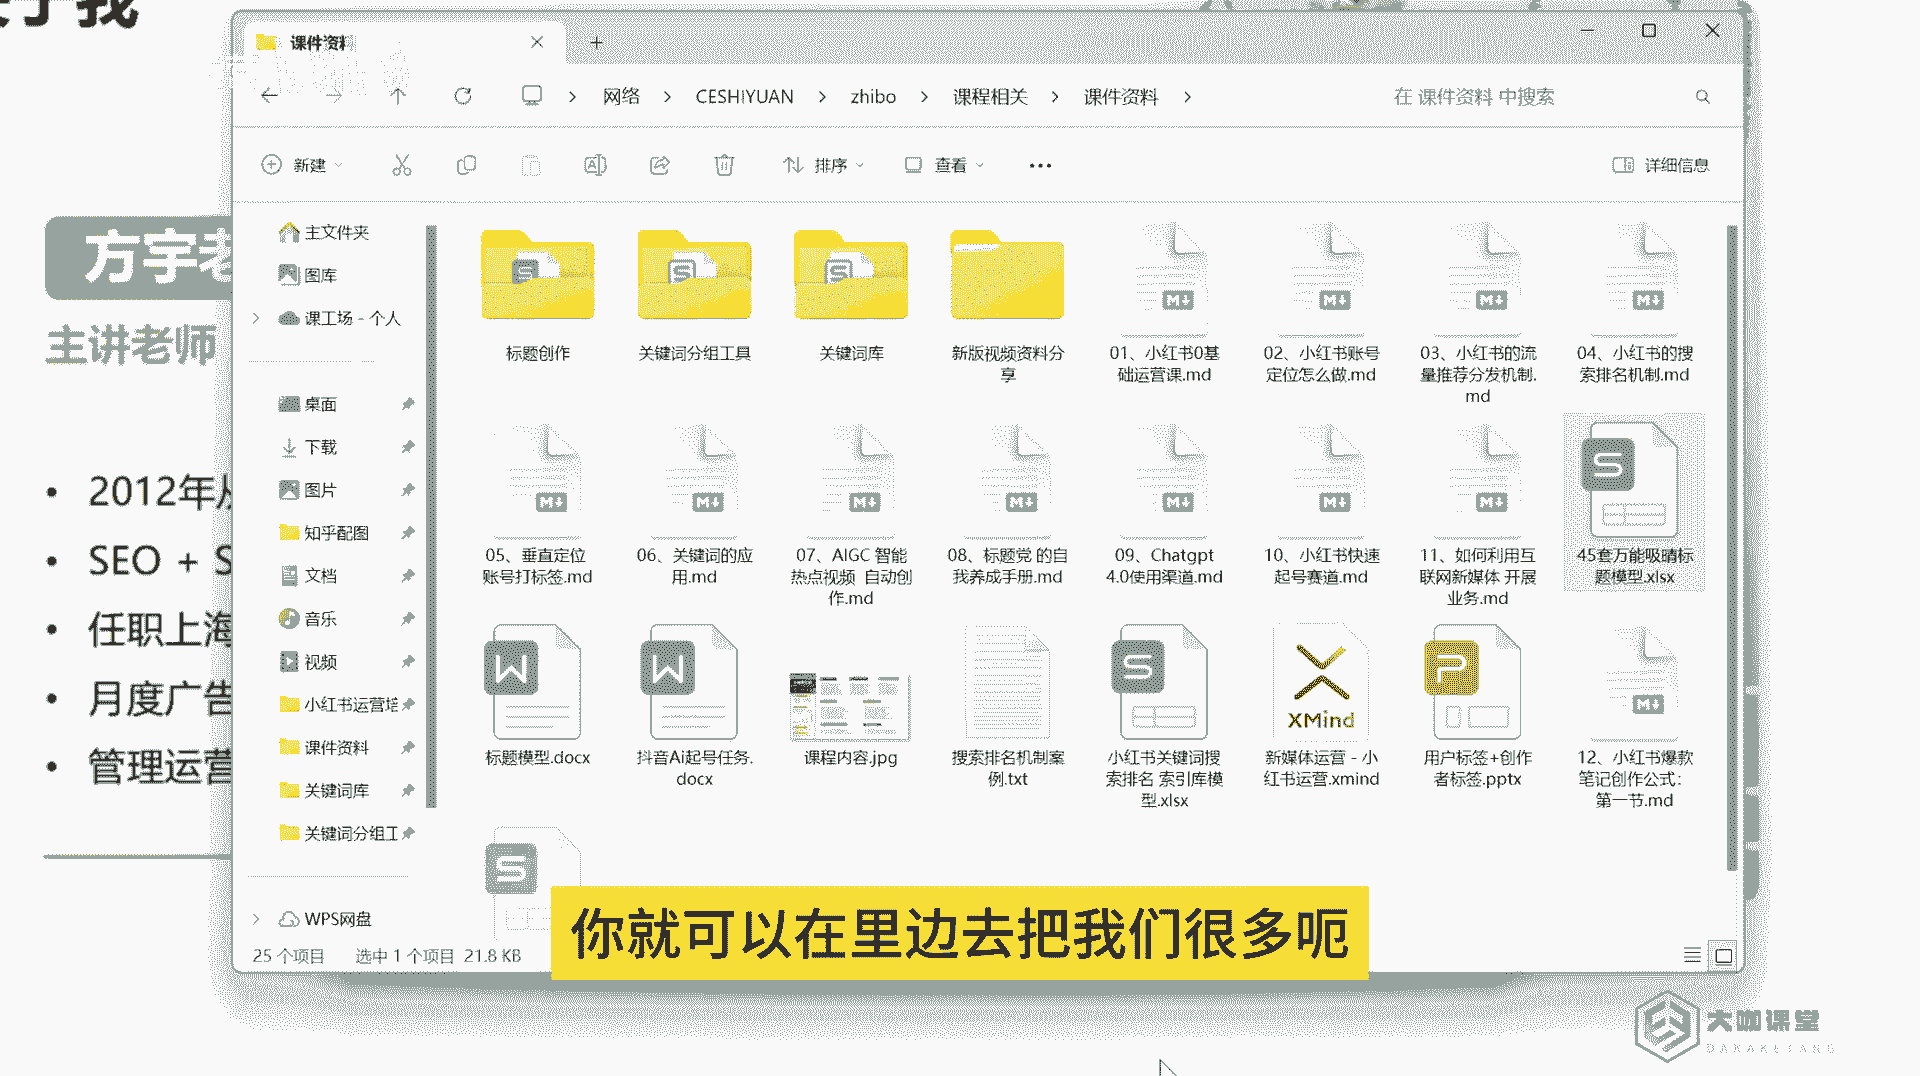 课件资料
网络
CESHIYUAN
zhibo
课程相关
课件资料
在 课件资料 中搜索
新建
排序
查看
详细信息
主文件夹
图库
课工场 - 个人
桌面
下载
图片
知乎配图
文档
音乐
视频
小红书运营培
课件资料
关键词库
关键词分组工
WPS网盘
标题创作
关键词分组工具
关键词库
新版视频资料分
享
01、小红书0基
础运营课.md
02、小红书账号
定位怎么做.md
03、小红书的流
量推荐分发机制.
md
04、小红书的搜
索排名机制.md
05、垂直定位
账号打标签.md
06、关键词的应
用.md
07、AIGC 智能
热点视频 自动创
作.md
08、标题党 的自
我养成手册.md
09、Chatgpt
4.0使用渠道.md
10、小红书快速
起号赛道.md
11、如何利用互
联网新媒体 开展
业务.md
45套万能吸睛标
题模型.xlsx
标题模型.docx
抖音Ai起号任务.
docx
课程内容.jpg
搜索排名机制案
例.txt
小红书关键词搜
索排名 索引库模
型.xlsx
XMind
新媒体运营 - 小
红书运营.xmind
用户标签+创作
者标签.pptx
12、小红书爆款
笔记创作公式:
第一节.md
25 个项目
选中 1 个项目 21.8 KB
方宇老
主讲老师
2012年从
SEO + S
任职上海
月度广告
管理运营
你就可以在里边去把我们很多呃
大咖课堂
DAKAKETANG